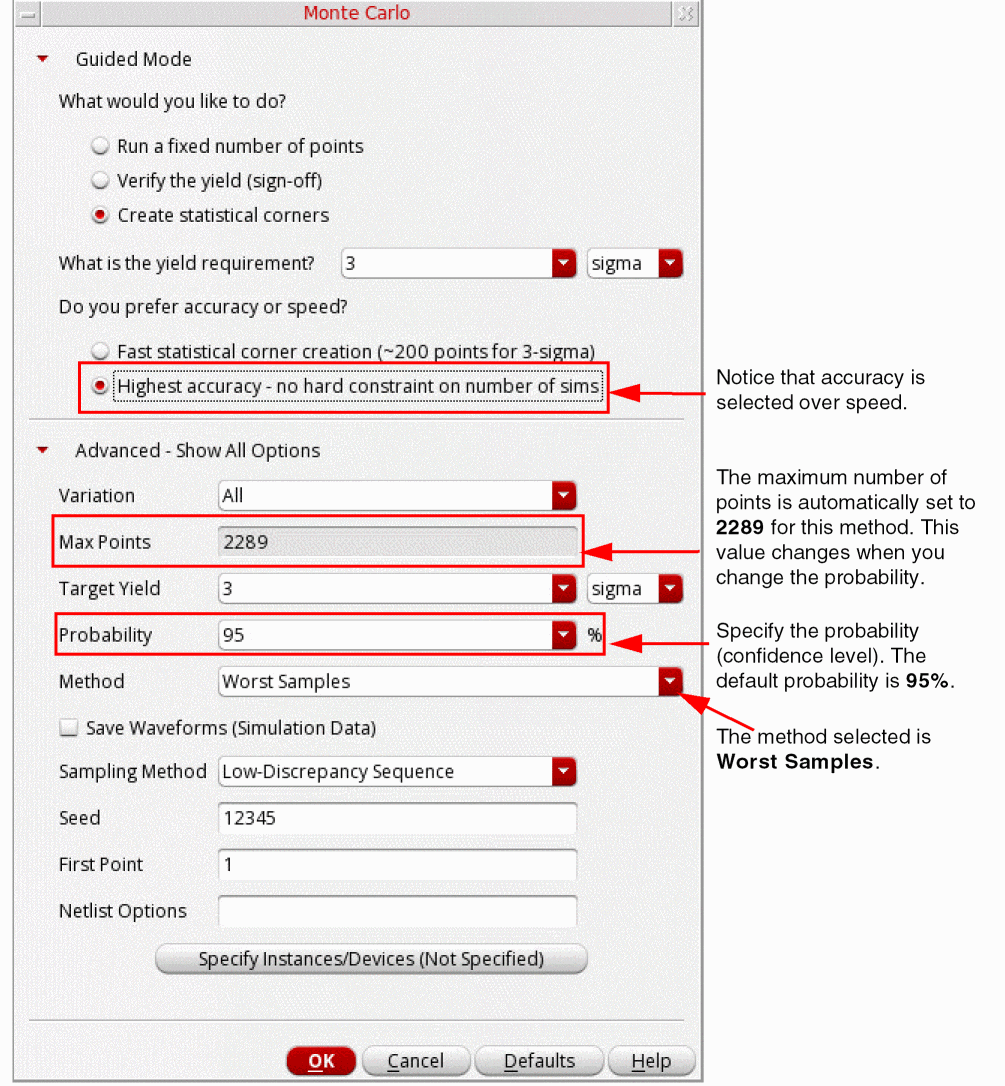 Monte Carlo
Guided Mode
What would you like to do?
Run a fixed number of points
Verify the yield (sign-off)
Create statistical corners
What is the yield requirement? 3 sigma
Do you prefer accuracy or speed?
Fast statistical corner creation (~200 points for 3-sigma)
Highest accuracy - no hard constraint on number of sims
Notice that accuracy is
selected over speed.
Advanced - Show All Options
Variation All
Max Points 2289
The maximum number of
points is automatically set to
2289 for this method. This
value changes when you
change the probability.
Target Yield 3 sigma
Probability 95 %
Specify the probability
(confidence level). The
default probability is 95%.
Method Worst Samples
The method selected is
Worst Samples.
Save Waveforms (Simulation Data)
Sampling Method Low-Discrepancy Sequence
Seed 12345
First Point 1
Netlist Options
Specify Instances/Devices (Not Specified)
OK Cancel Defaults Help